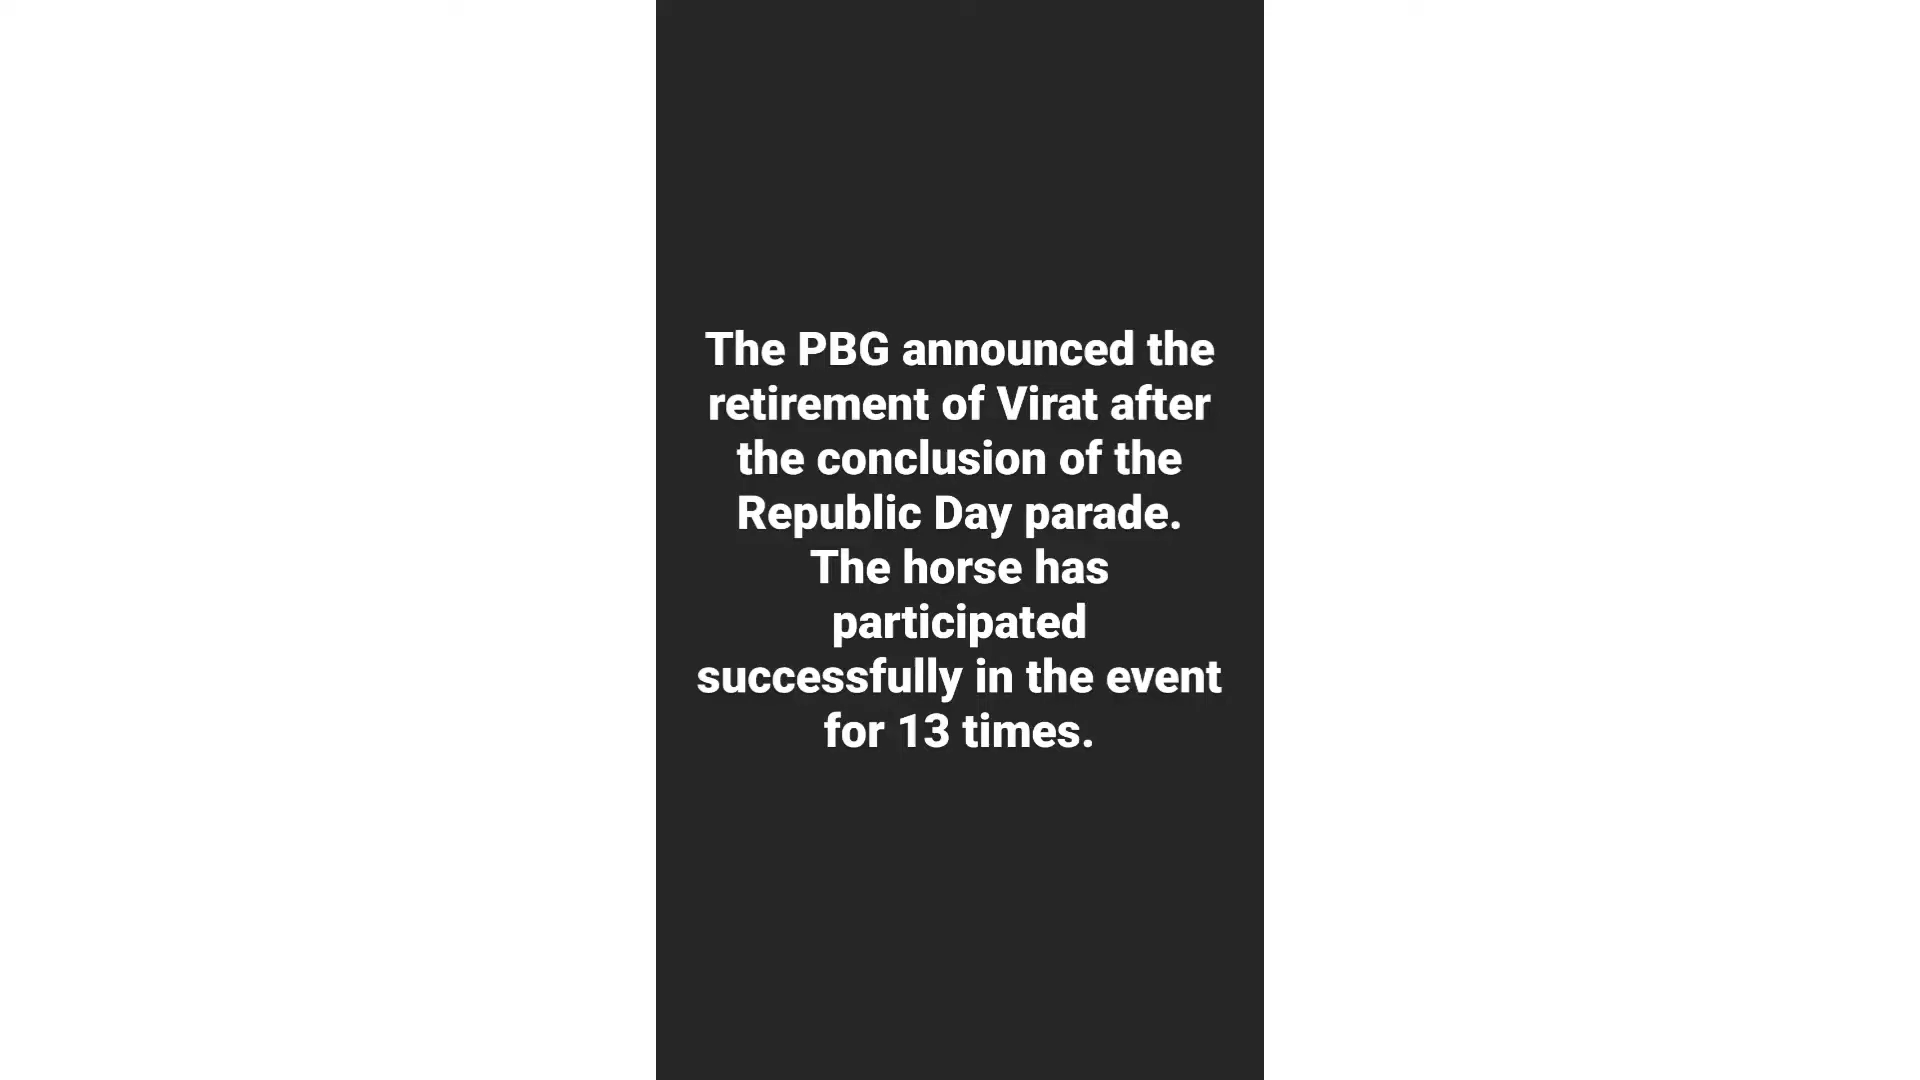 The PBG announced the
retirement of Virat after
the conclusion of the
Republic Day parade.
The horse has
participated
successfully in the event
for 13 times.